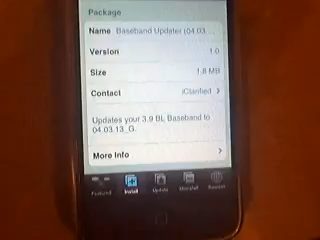 Package
Name Baseband Updater (04.03...
Version 1.0
Size 1.8 MB
Contact iClarified
Updates your 3.9 BL Baseband to
04.03.13_G.
More Info
Featured Install Update Uninstall Sources